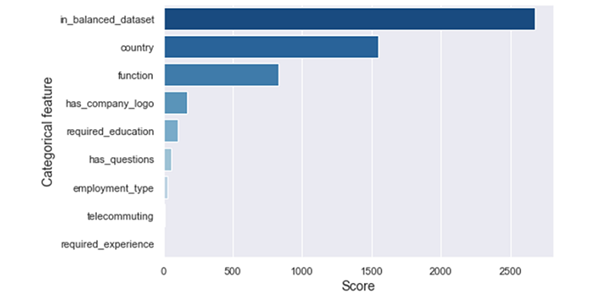 in_balanced_dataset
country
function
has_company_logo
required_education
has_questions
employment_type
telecommuting
required_experience
Categorical feature
0 500 1000 1500 2000 2500
Score